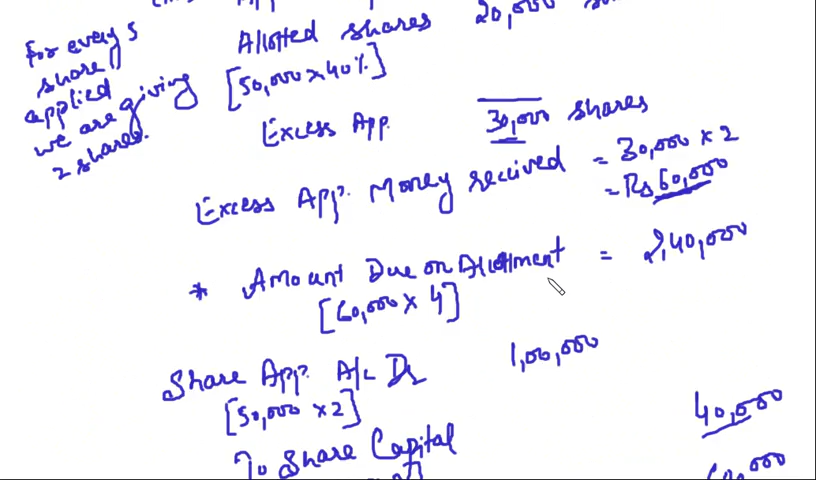 For every 5
share
applied
we are giving
2 shares.
Allotted shares 20,000
[50,000 x 40%]
Excess App. 30,000 shares
Excess App. Money received = 30,000 x 2
= Rs 60,000
* Amount Due on Allotment = 2,40,000
[60,000 x 4]
Share App. A/c Dr 1,00,000
[50,000 x 2]
40,000
To Share Capital